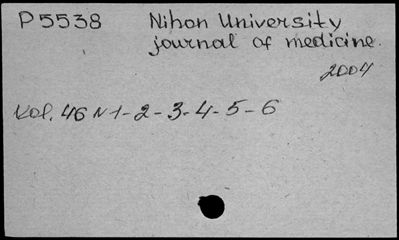 P5538 Nihon University
journal of medicine.
2004
Vol. 46 N 1-2-3-4-5-6